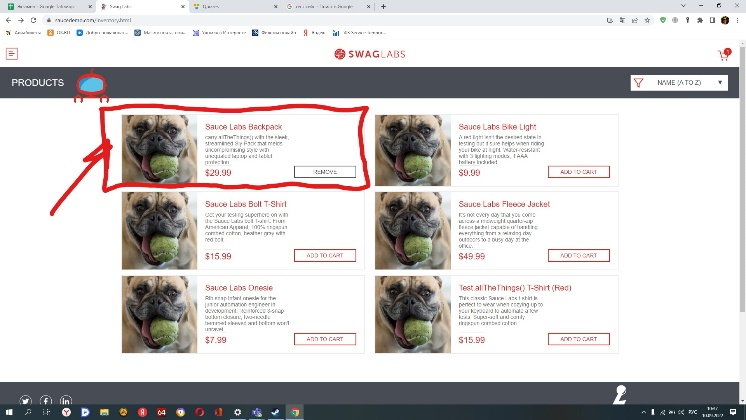 Swag Labs
saucedemo.com/inventory.html
SWAGLABS
PRODUCTS
NAME (A TO Z)
Sauce Labs Backpack
carry.allTheThings() with the sleek,
streamlined Sly Pack that melds
uncompromising style with
unequaled laptop and tablet
protection.
$29.99
REMOVE
Sauce Labs Bike Light
A red light isn't the desired state in
testing but it sure helps when riding
your bike at night. Water-resistant
with 3 lighting modes, 1 AAA
battery included.
$9.99
ADD TO CART
Sauce Labs Bolt T-Shirt
Get your testing superhero on with
the Sauce Labs bolt T-shirt. From
American Apparel, 100% ringspun
combed cotton, heather gray with
red bolt.
$15.99
ADD TO CART
Sauce Labs Fleece Jacket
It's not every day that you come
across a midweight quarter-zip
fleece jacket capable of handling
everything from a relaxing day
outdoors to a busy day at the
office.
$49.99
ADD TO CART
Sauce Labs Onesie
Rib snap infant onesie for the
junior automation engineer in
development. Reinforced 3-snap
bottom closure, two-needle
hemmed sleeved and bottom won't
unravel.
$7.99
ADD TO CART
Test.allTheThings() T-Shirt (Red)
This classic Sauce Labs t-shirt is
perfect to wear when cozying up to
your keyboard to automate a few
tests. Super-soft and comfy
ringspun combed cotton.
$15.99
ADD TO CART
РУС